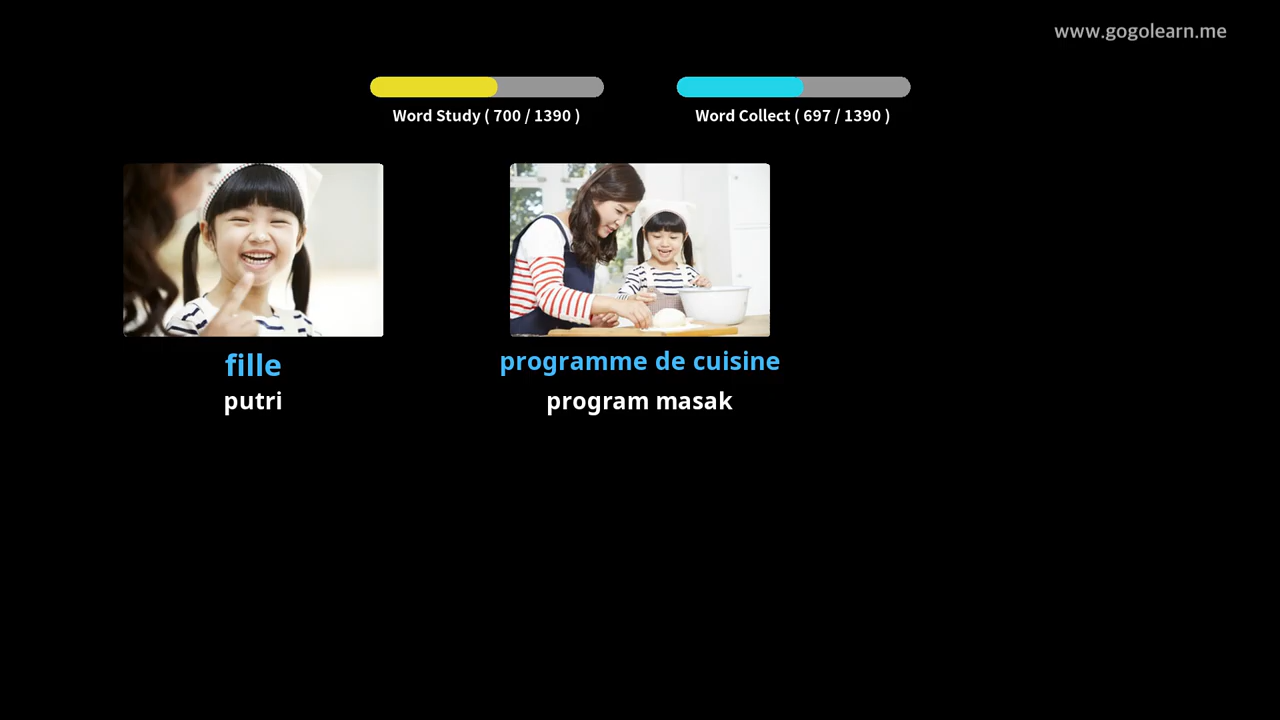 www.gogolearn.me
Word Study ( 700 / 1390 )
Word Collect ( 697 / 1390 )
fille
putri
programme de cuisine
program masak